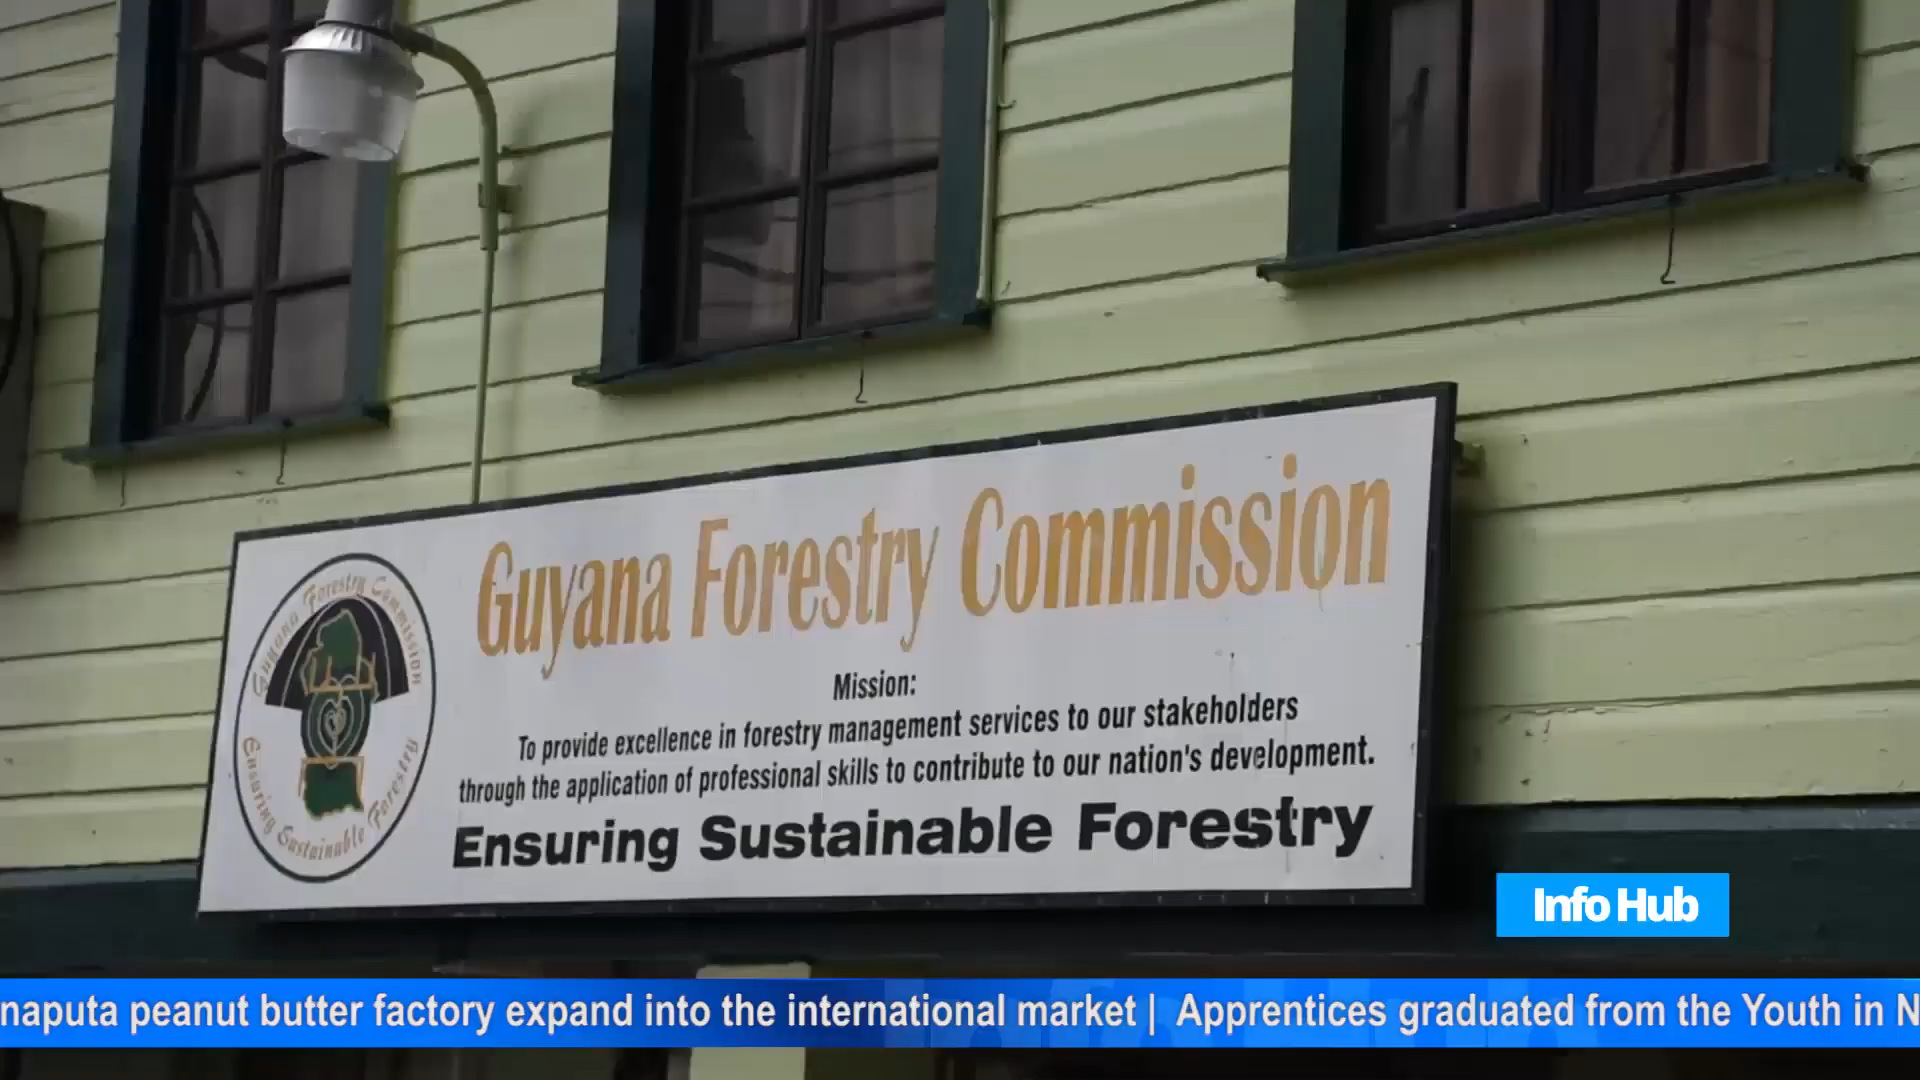 Guyana Forestry Commission
Guyana Forestry Commission
Ensuring Sustainable Forestry
Mission:
To provide excellence in forestry management services to our stakeholders
through the application of professional skills to contribute to our nation's development.
Ensuring Sustainable Forestry
Info Hub
naputa peanut butter factory expand into the international market | Apprentices graduated from the Youth in N